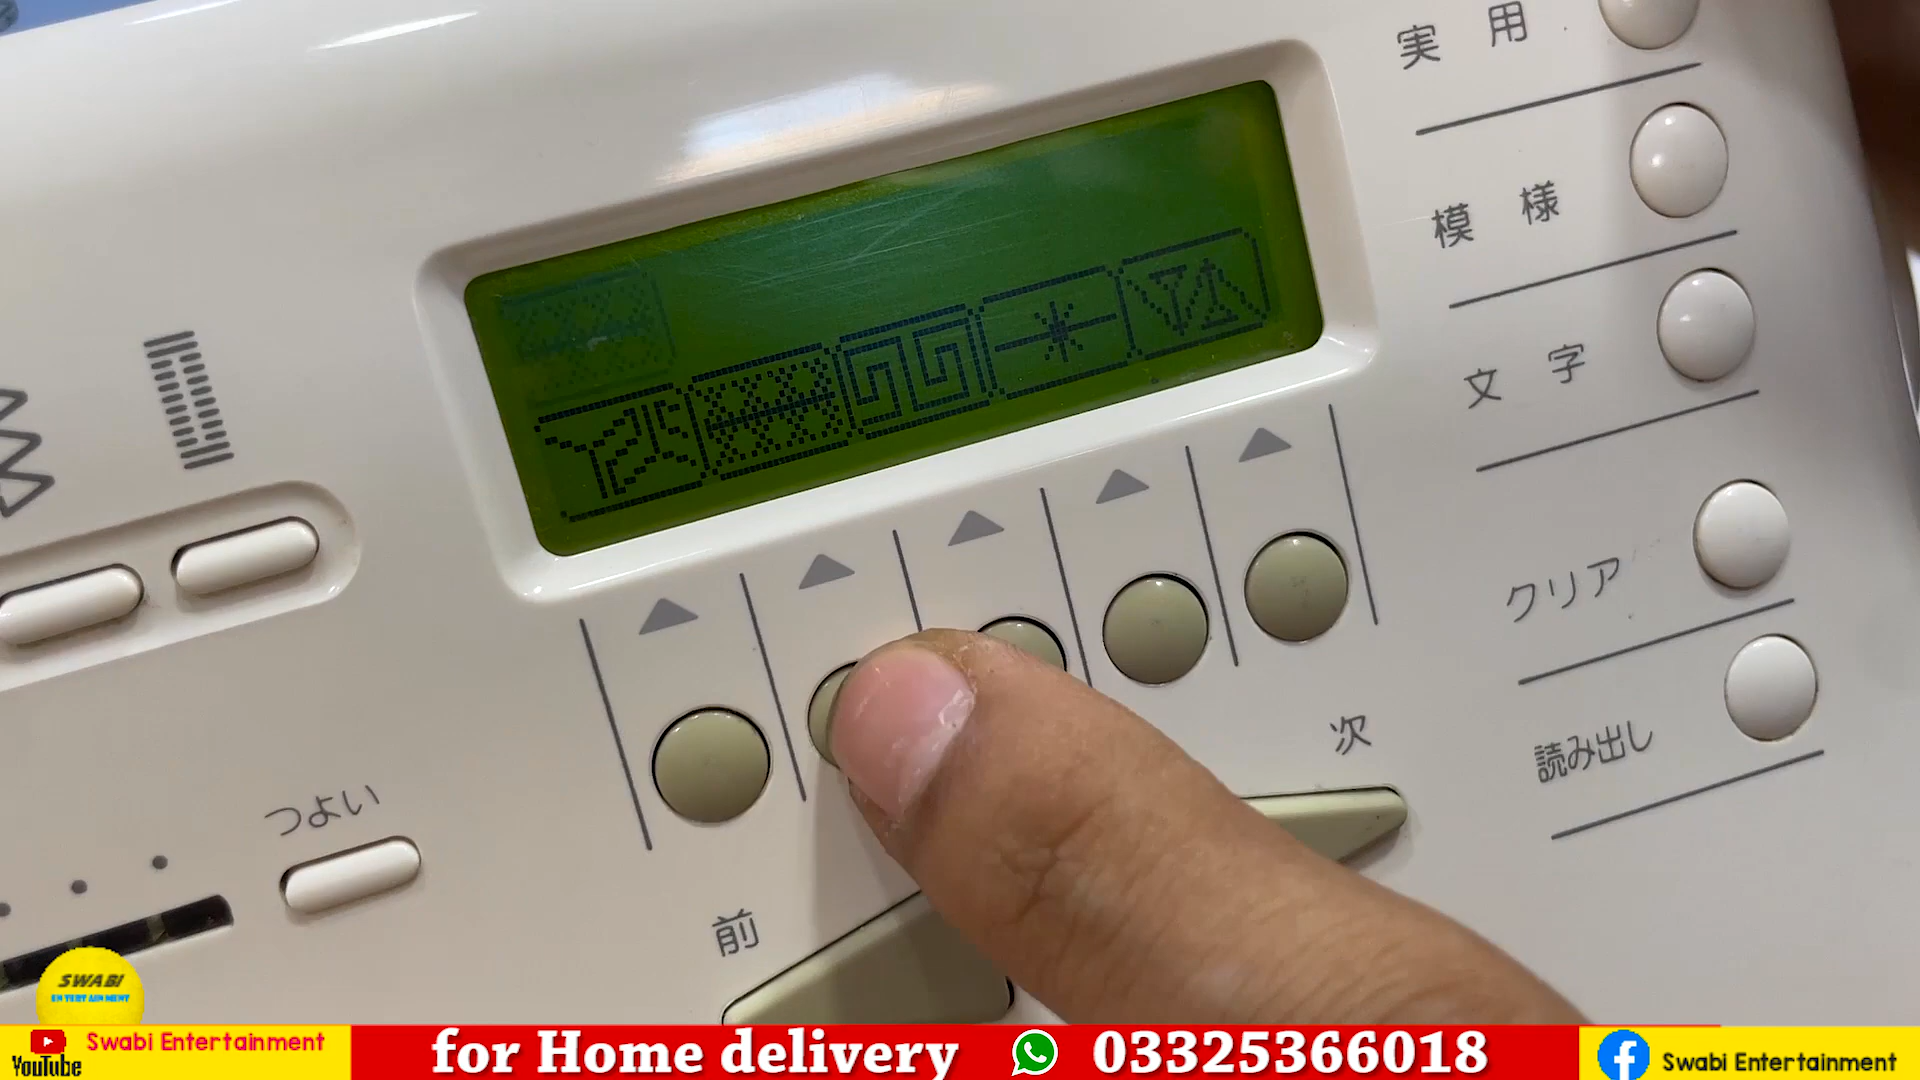 実用
模様
文字
クリア
読み出し
次
つよい
前
SWABI
ENTERTAINMENT
YouTube
Swabi Entertainment
for Home delivery 03325366018
Swabi Entertainment